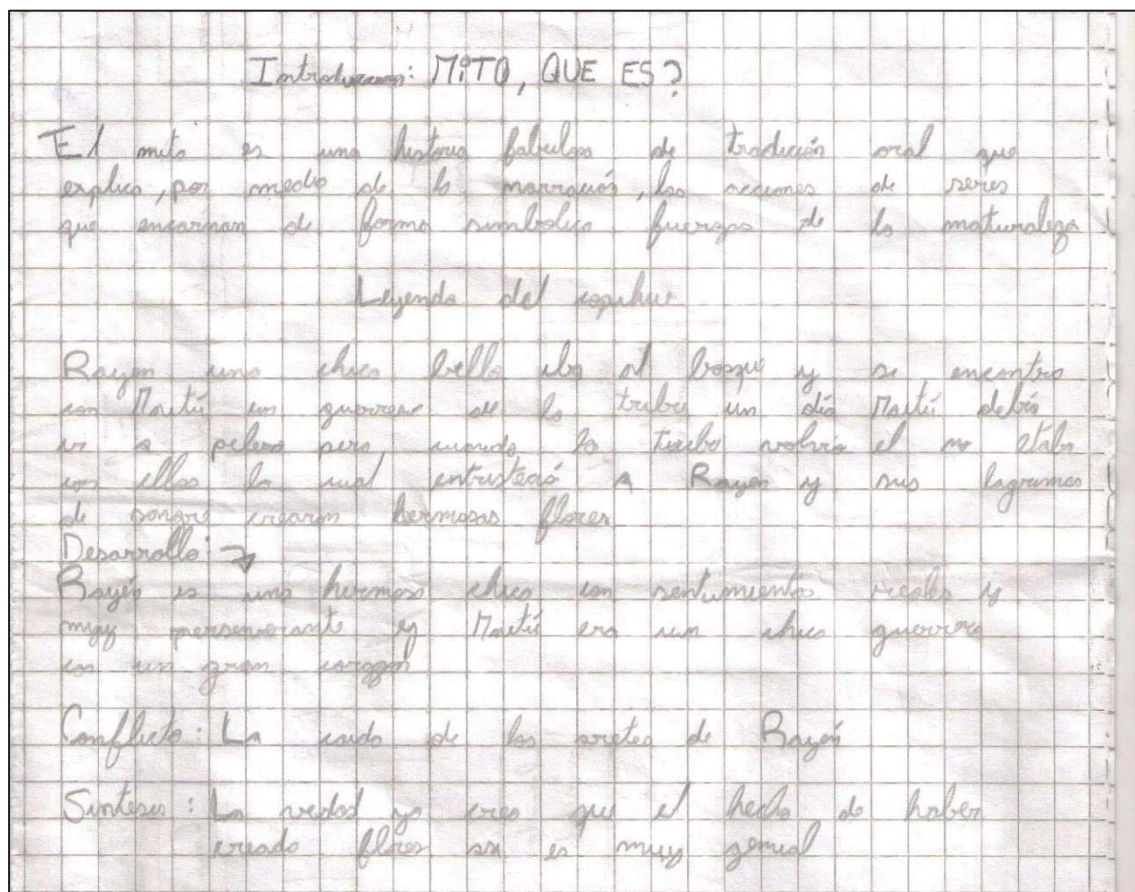 Introduccion: MiTO, QUE ES?
El mito es una historia fabulosa de tradición oral que
explica, por medio de la narración, las acciones de seres
que encarnan de forma simbolica fuerzas de la naturaleza
Leyenda del copihue
Rayen una chica bella iba al bosque y se encontro
con Maitú un guerrero de la tribu un día Maitú debía
ir a pelear pero, cuando la tribu volvió el no estaba
con ellos lo cual entristeció a Rayen y sus lagrimas
de sangre crearon hermosas flores
Desarrollo: →
Rayén es una hermosa chica con sentimientos reales y
muy perseverante y Maitú era un chico guerrero
con un gran corazon
Conflicto: La caida de los aretes de Rayén
Sintesis: La verdad yo creo que el hecho de haber
creado flores es muy genial